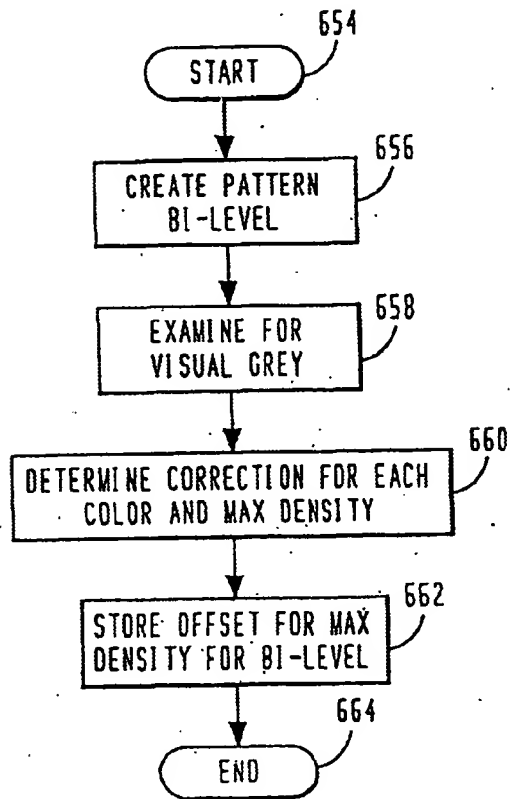 654
START
656
CREATE PATTERN
BI-LEVEL
658
EXAMINE FOR
VISUAL GREY
660
DETERMINE CORRECTION FOR EACH
COLOR AND MAX DENSITY
662
STORE OFFSET FOR MAX
DENSITY FOR BI-LEVEL
664
END